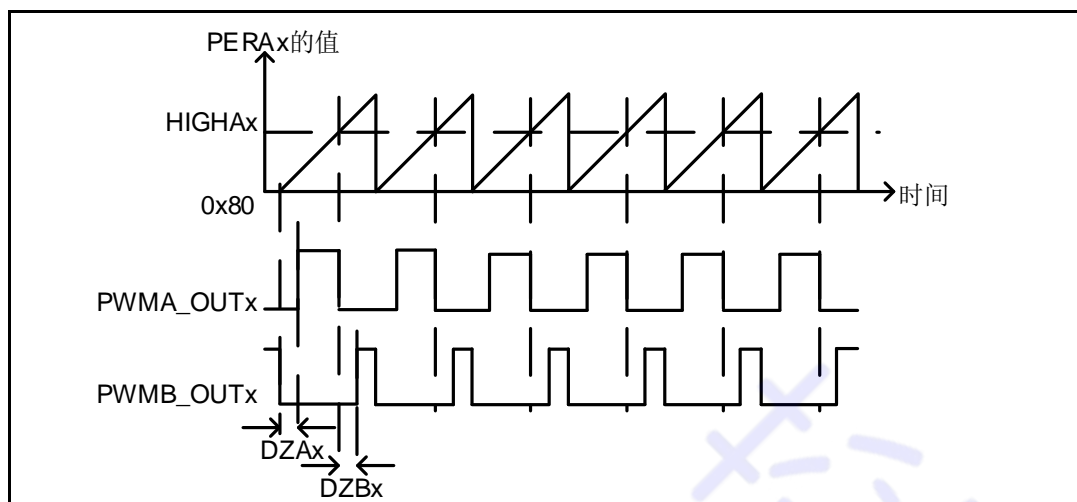 PERAx的值
HIGHAx
0x80
时间
PWMA_OUTx
PWMB_OUTx
DZAx
DZBx